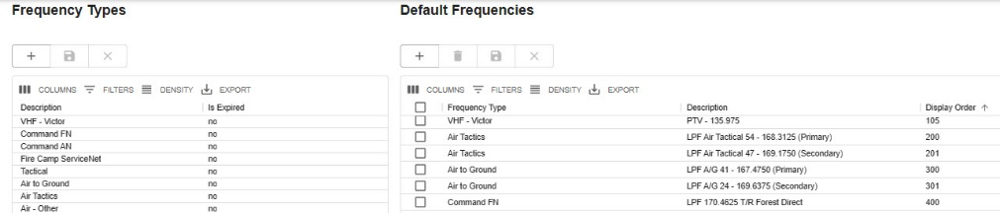 Frequency Types
COLUMNS FILTERS DENSITY EXPORT
Description Is Expired
VHF - Victor no
Command FN no
Command AN no
Fire Camp ServiceNet no
Tactical no
Air to Ground no
Air Tactics no
Air - Other no
Default Frequencies
COLUMNS FILTERS DENSITY EXPORT
Frequency Type Description Display Order
VHF - Victor PTV - 135.975 105
Air Tactics LPF Air Tactical 54 - 168.3125 (Primary) 200
Air Tactics LPF Air Tactical 47 - 169.1750 (Secondary) 201
Air to Ground LPF A/G 41 - 167.4750 (Primary) 300
Air to Ground LPF A/G 24 - 169.6375 (Secondary) 301
Command FN LPF 170.4625 T/R Forest Direct 400